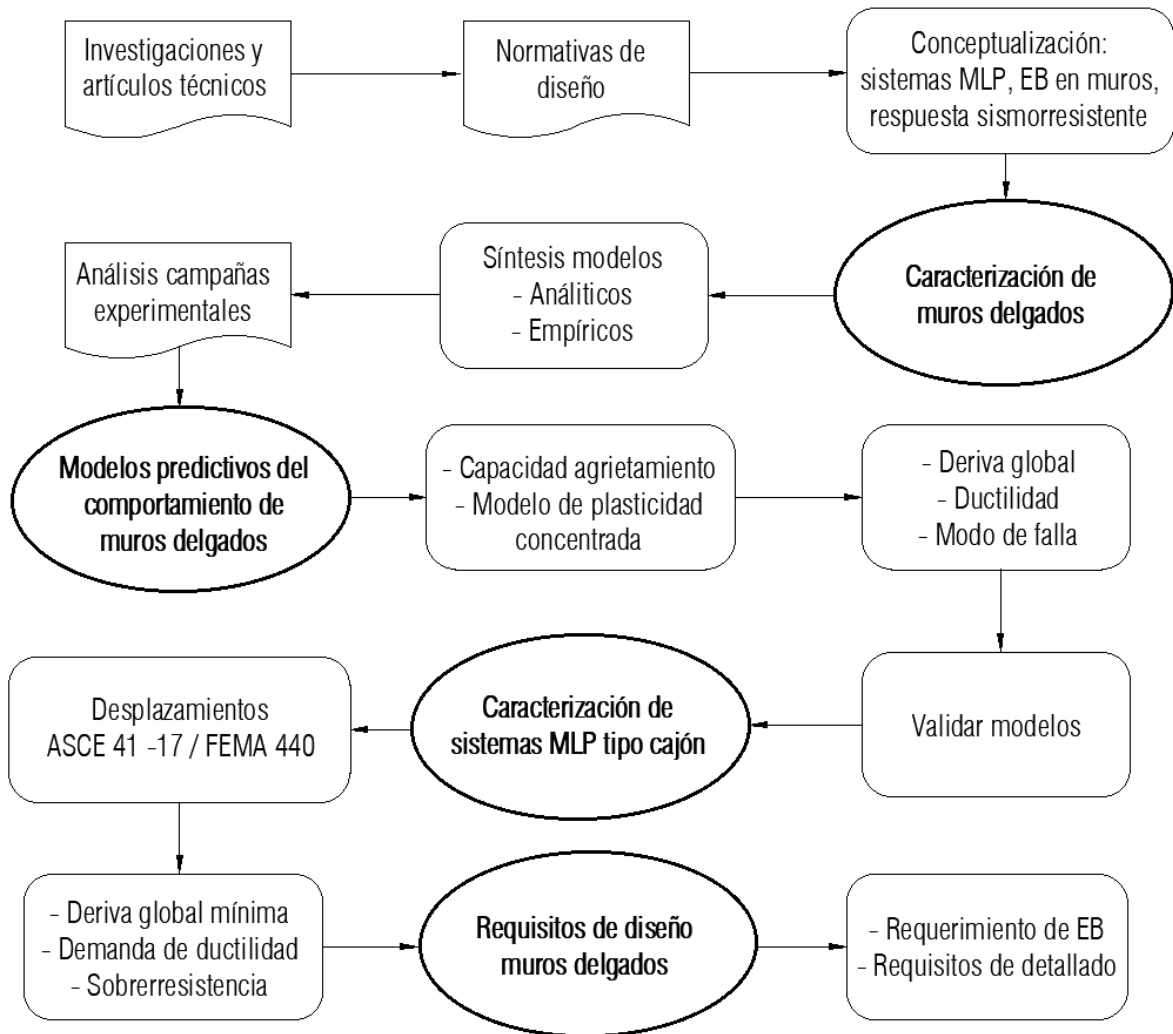 Investigaciones y
artículos técnicos
Normativas de
diseño
Conceptualización:
sistemas MLP, EB en muros,
respuesta sismorresistente
Caracterización de
muros delgados
Síntesis modelos
- Análiticos
- Empíricos
Análisis campañas
experimentales
Modelos predictivos del
comportamiento de
muros delgados
- Capacidad agrietamiento
- Modelo de plasticidad
concentrada
- Deriva global
- Ductilidad
- Modo de falla
Validar modelos
Caracterización de
sistemas MLP tipo cajón
Desplazamientos
ASCE 41 -17 / FEMA 440
- Deriva global mínima
- Demanda de ductilidad
- Sobrerresistencia
Requisitos de diseño
muros delgados
- Requerimiento de EB
- Requisitos de detallado